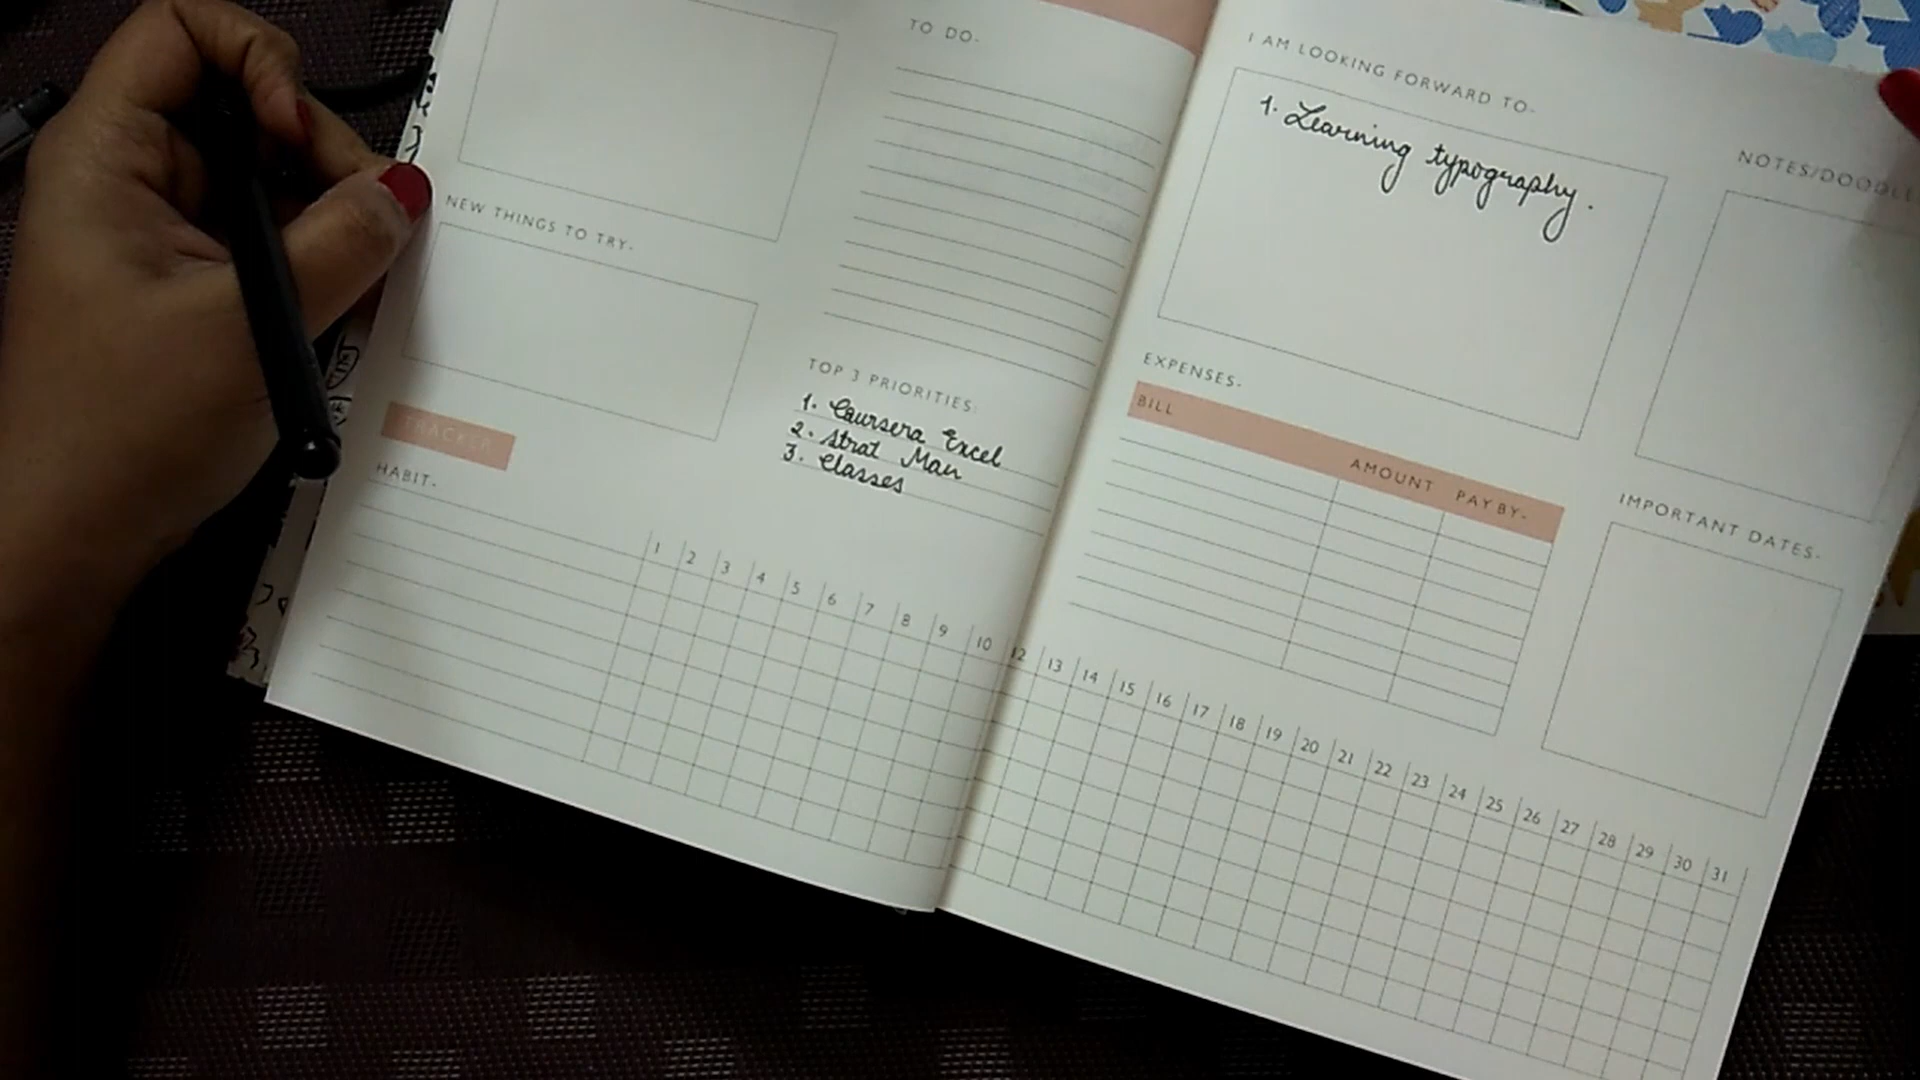 TO DO-
NEW THINGS TO TRY-
TOP 3 PRIORITIES:
1. Coursera Excel
2. Strat Man
3. Classes
TRACKER
HABIT-
1 2 3 4 5 6 7 8 9 10
I AM LOOKING FORWARD TO-
1. Learning typography.
NOTES/DOODLE
EXPENSES-
BILL AMOUNT PAY BY-
IMPORTANT DATES-
12 13 14 15 16 17 18 19 20 21 22 23 24 25 26 27 28 29 30 31